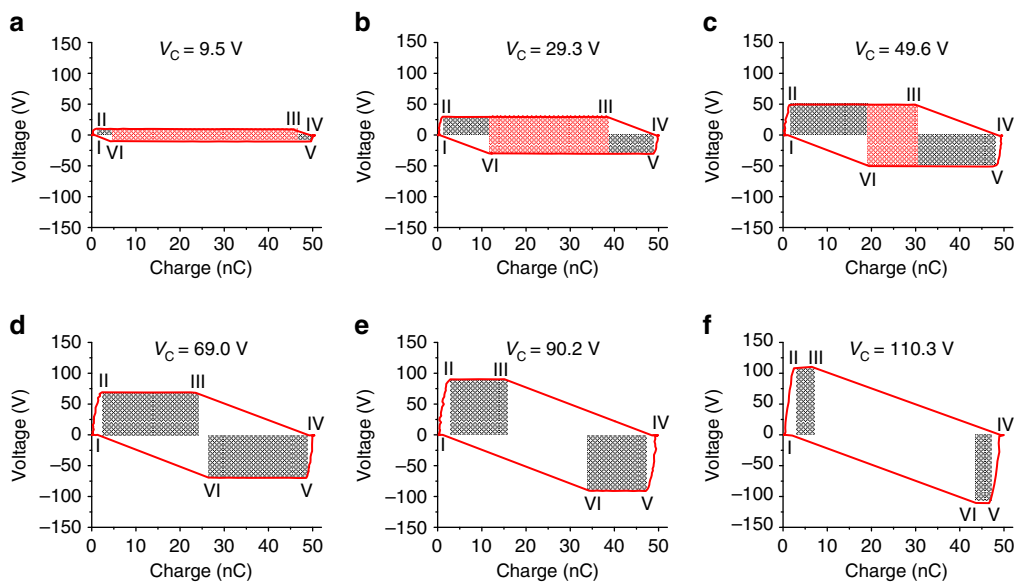 a
V_C = 9.5 V
150
100
50
0
–50
–100
–150
Voltage (V)
II
III
IV
I
VI
V
0 10 20 30 40 50
Charge (nC)
b
V_C = 29.3 V
150
100
50
0
–50
–100
–150
Voltage (V)
II
III
IV
I
VI
V
0 10 20 30 40 50
Charge (nC)
c
V_C = 49.6 V
150
100
50
0
–50
–100
–150
Voltage (V)
II
III
IV
I
VI
V
0 10 20 30 40 50
Charge (nC)
d
V_C = 69.0 V
150
100
50
0
–50
–100
–150
Voltage (V)
II
III
IV
I
VI
V
0 10 20 30 40 50
Charge (nC)
e
V_C = 90.2 V
150
100
50
0
–50
–100
–150
Voltage (V)
II
III
IV
I
VI
V
0 10 20 30 40 50
Charge (nC)
f
V_C = 110.3 V
150
100
50
0
–50
–100
–150
Voltage (V)
II III
IV
I
VI V
0 10 20 30 40 50
Charge (nC)